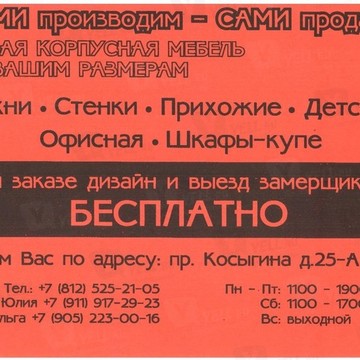 САМИ производим - САМИ прода
АЯ КОРПУСНАЯ МЕБЕЛЬ
ВАШИМ РАЗМЕРАМ
хни • Стенки • Прихожие • Детс
Офисная • Шкафы-купе
и заказе дизайн и выезд замерщик
БЕСПЛАТНО
м Вас по адресу: пр. Косыгина д.25-А
Тел.: +7 (812) 525-21-05
Юлия +7 (911) 917-29-23
льга +7 (905) 223-00-16
Пн - Пт: 1100 - 190
Сб: 1100 - 170
Вс: выходной